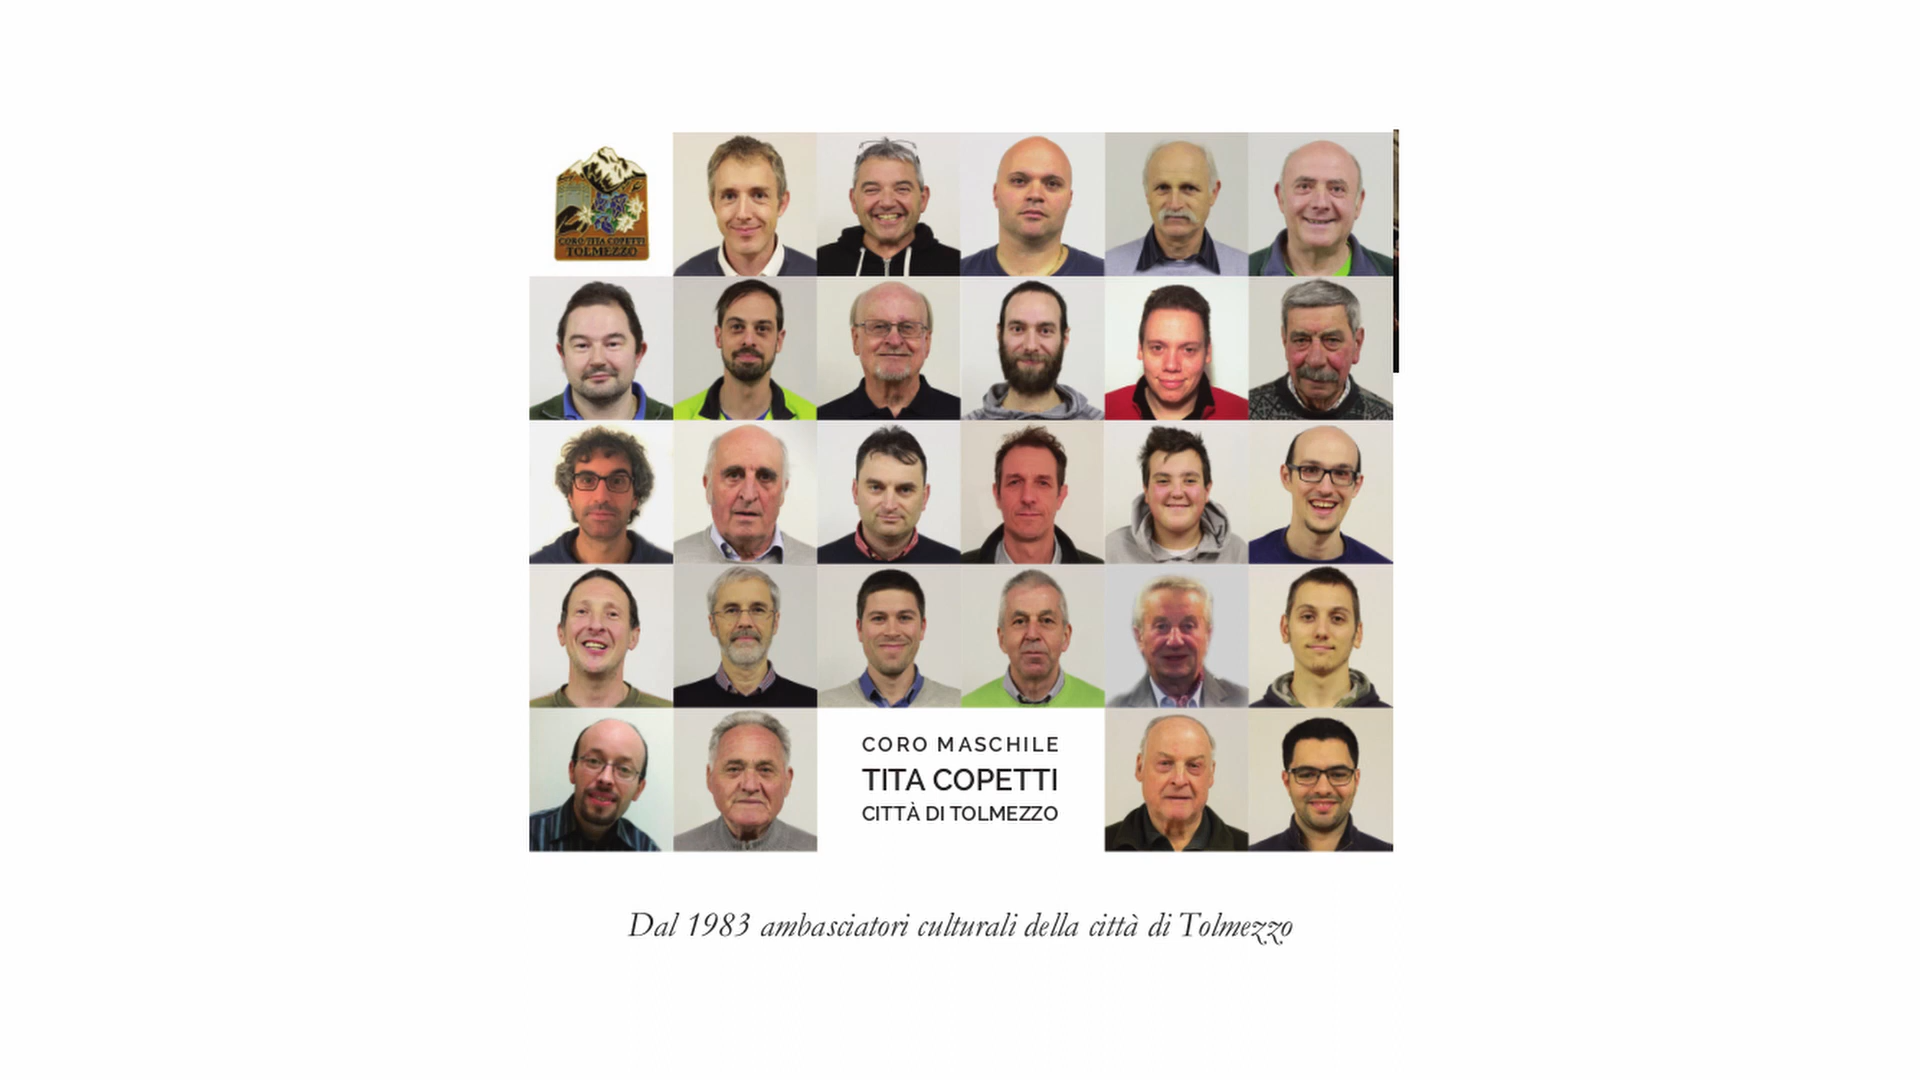 CORO TITA COPETTI
TOLMEZZO
CORO MASCHILE
TITA COPETTI
CITTÀ DI TOLMEZZO
Dal 1983 ambasciatori culturali della città di Tolmezzo